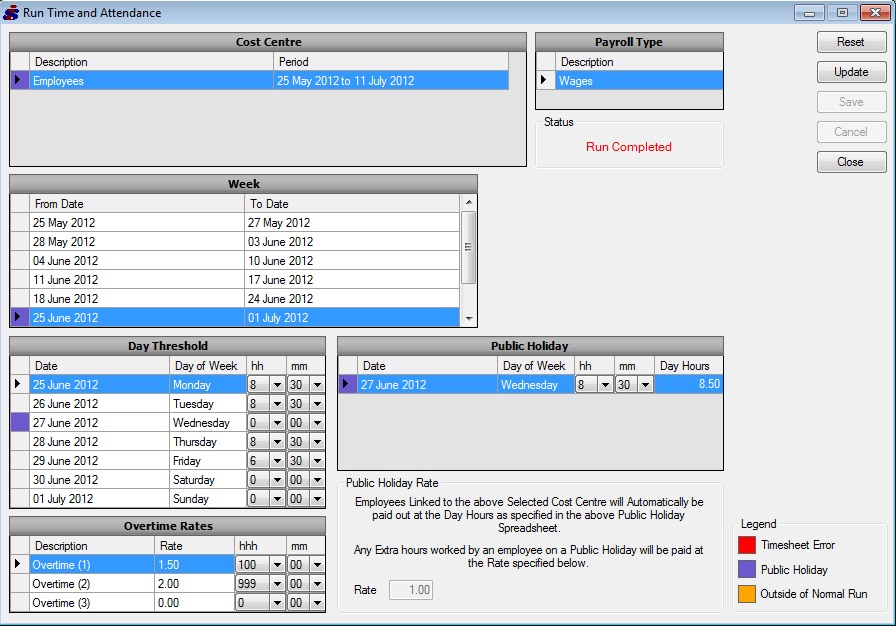 Run Time and Attendance
Cost Centre
Description Period
Employees 25 May 2012 to 11 July 2012
Payroll Type
Description
Wages
Status
Run Completed
Reset
Update
Save
Cancel
Close
Week
From Date To Date
25 May 2012 27 May 2012
28 May 2012 03 June 2012
04 June 2012 10 June 2012
11 June 2012 17 June 2012
18 June 2012 24 June 2012
25 June 2012 01 July 2012
Day Threshold
Date Day of Week hh mm
25 June 2012 Monday 8 30
26 June 2012 Tuesday 8 30
27 June 2012 Wednesday 0 00
28 June 2012 Thursday 8 30
29 June 2012 Friday 6 30
30 June 2012 Saturday 0 00
01 July 2012 Sunday 0 00
Public Holiday
Date Day of Week hh mm Day Hours
27 June 2012 Wednesday 8 30 8.50
Overtime Rates
Description Rate hhh mm
Overtime (1) 1.50 100 00
Overtime (2) 2.00 999 00
Overtime (3) 0.00 0 00
Public Holiday Rate
Employees Linked to the above Selected Cost Centre will Automatically be
paid out at the Day Hours as specified in the above Public Holiday
Spreadsheet.
Any Extra hours worked by an employee on a Public Holiday will be paid at
the Rate specified below.
Rate 1.00
Legend
Timesheet Error
Public Holiday
Outside of Normal Run